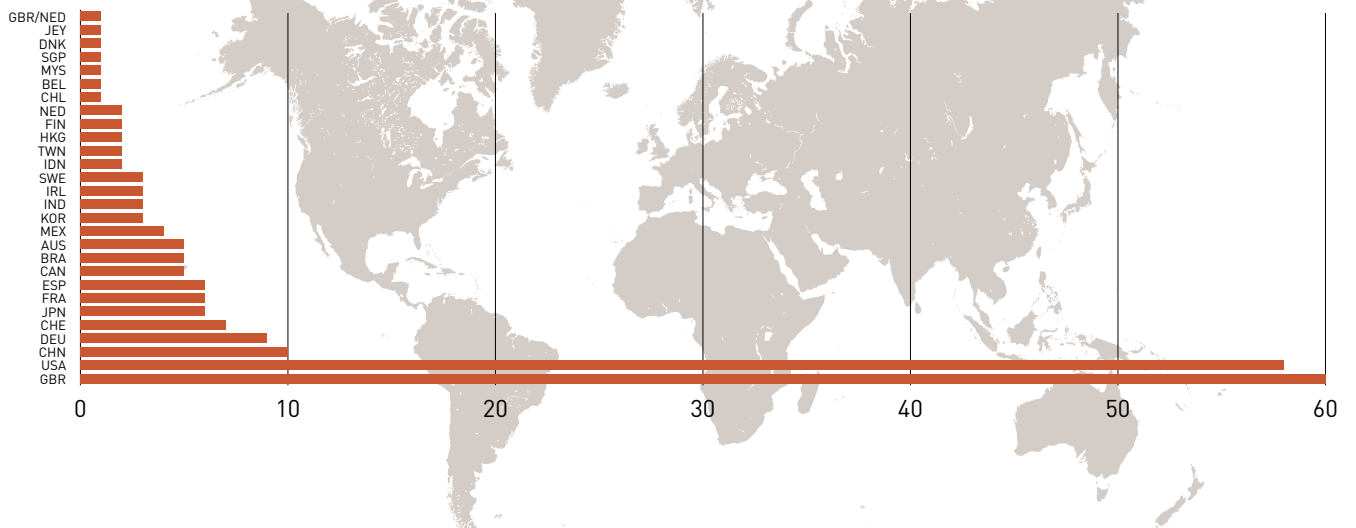 GBR/NED
JEY
DNK
SGP
MYS
BEL
CHL
NED
FIN
HKG
TWN
IDN
SWE
IRL
IND
KOR
MEX
AUS
BRA
CAN
ESP
FRA
JPN
CHE
DEU
CHN
USA
GBR
0 10 20 30 40 50 60